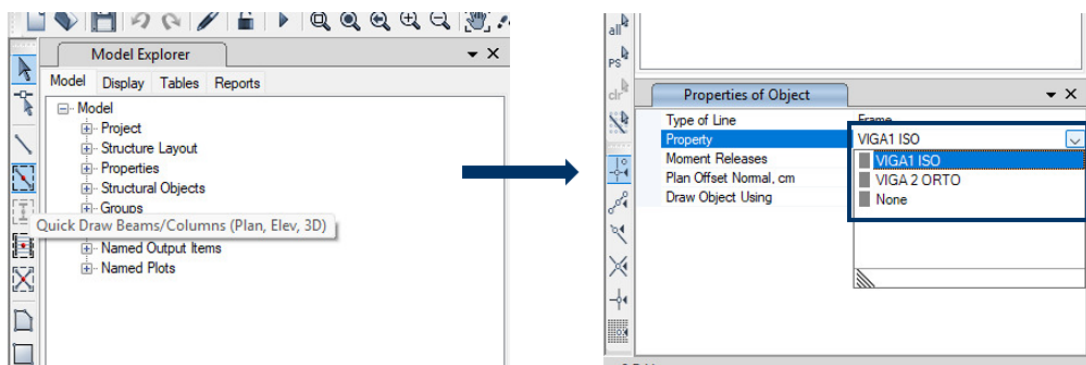 Model Explorer
Model Display Tables Reports
Model
Project
Structure Layout
Properties
Structural Objects
Groups
Quick Draw Beams/Columns (Plan, Elev, 3D)
Named Output Items
Named Plots
all
PS
clr
Properties of Object
Type of Line Frame
Property VIGA1 ISO
Moment Releases VIGA1 ISO
Plan Offset Normal, cm VIGA 2 ORTO
Draw Object Using None